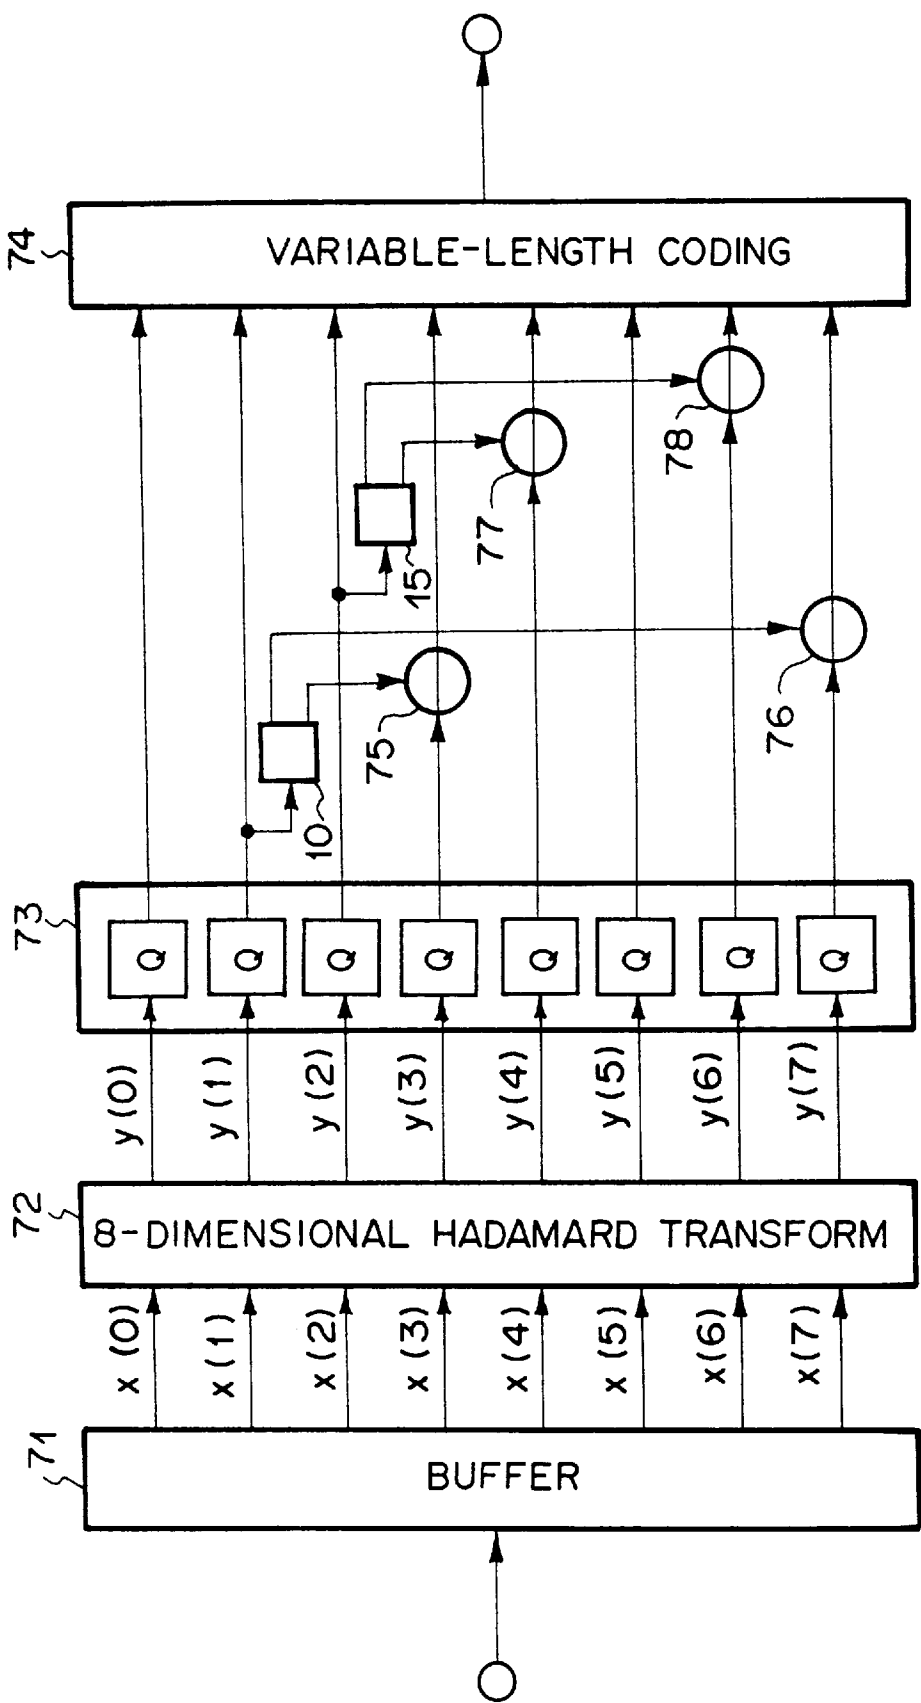 71
BUFFER
x(0)
x(1)
x(2)
x(3)
x(4)
x(5)
x(6)
x(7)
72
8-DIMENSIONAL HADAMARD TRANSFORM
y(0)
y(1)
y(2)
y(3)
y(4)
y(5)
y(6)
y(7)
73
Q
Q
Q
Q
Q
Q
Q
Q
10
75
76
15
77
78
74
VARIABLE-LENGTH CODING